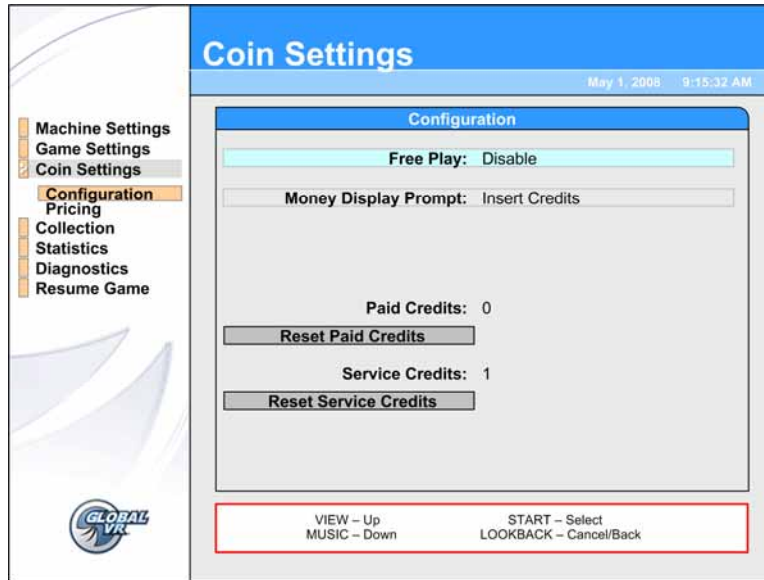 Coin Settings
May 1, 2008 9:15:32 AM
Machine Settings
Game Settings
Coin Settings
Configuration
Pricing
Collection
Statistics
Diagnostics
Resume Game
Configuration
Free Play: Disable
Money Display Prompt: Insert Credits
Paid Credits: 0
Reset Paid Credits
Service Credits: 1
Reset Service Credits
GLOBAL
VR
VIEW – Up START – Select
MUSIC – Down LOOKBACK – Cancel/Back